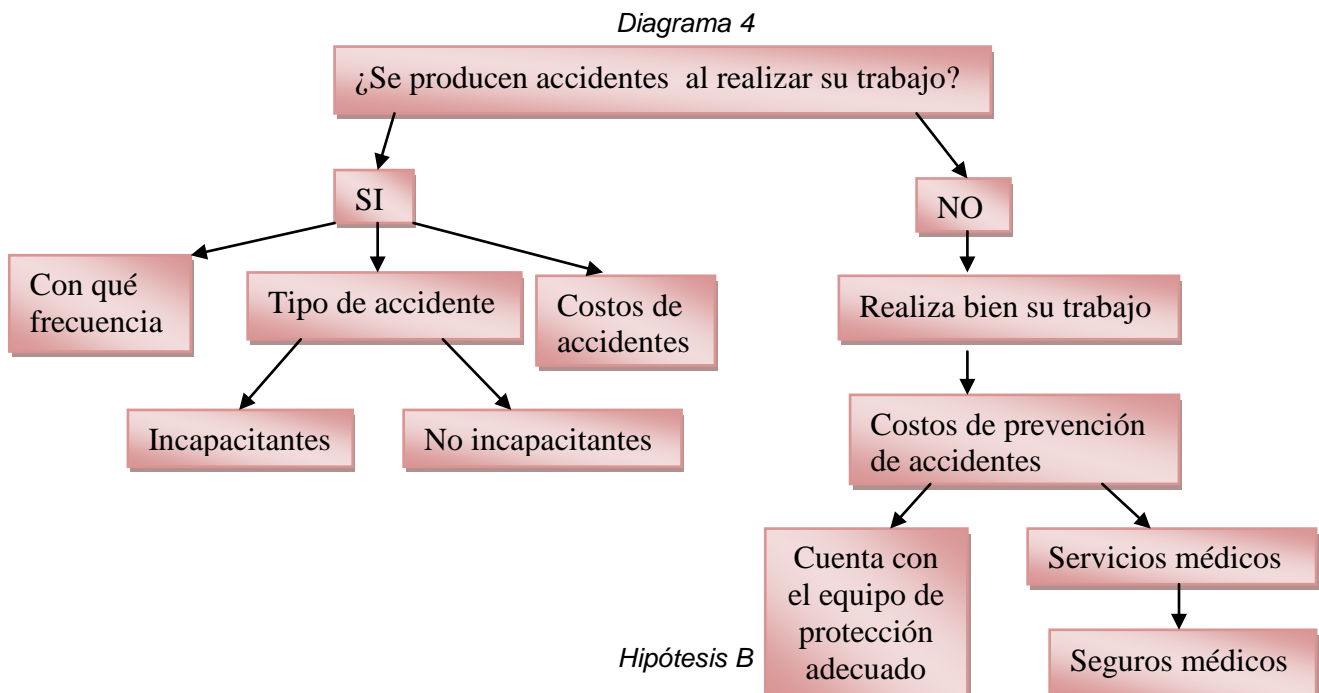 Diagrama 4
¿Se producen accidentes al realizar su trabajo?
SI
NO
Con qué
frecuencia
Tipo de accidente
Costos de
accidentes
Realiza bien su trabajo
Incapacitantes
No incapacitantes
Costos de prevención
de accidentes
Cuenta con
el equipo de
protección
adecuado
Servicios médicos
Seguros médicos
Hipótesis B